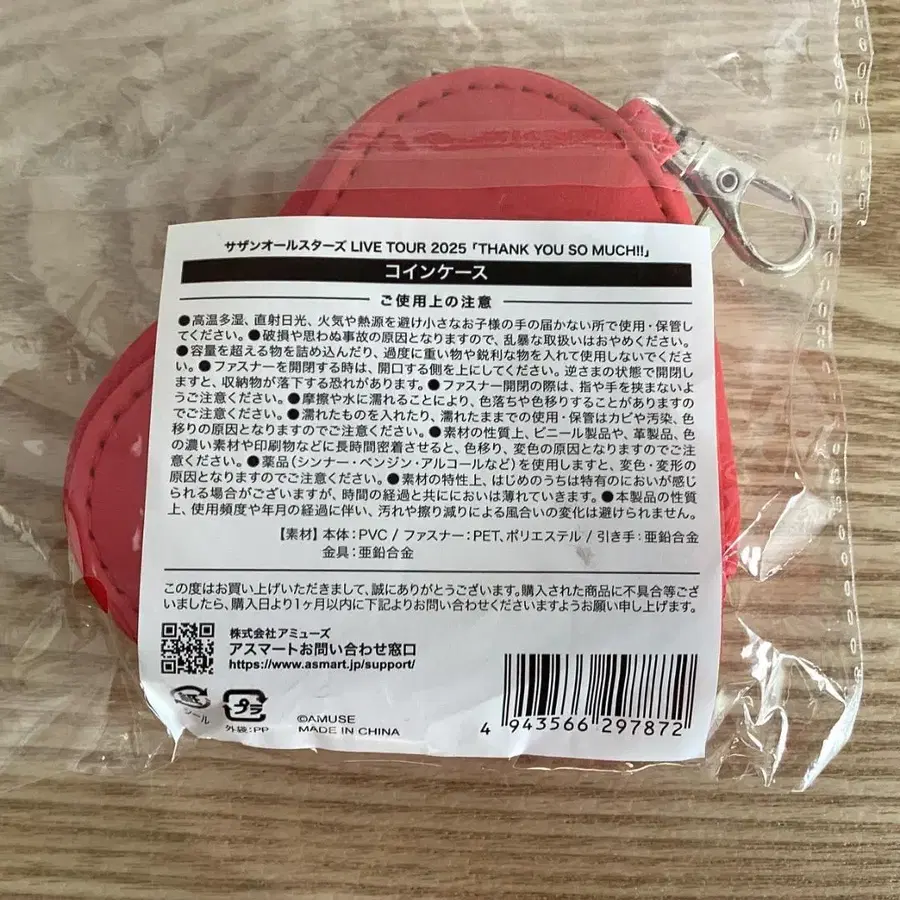 サザンオールスターズ LIVE TOUR 2025 「THANK YOU SO MUCH!!」
コインケース
ご使用上の注意
●高温多湿、直射日光、火気や熱源を避け小さなお子様の手の届かない所で使用・保管し
てください。●破損や思わぬ事故の原因となりますので、乱暴な取扱いはおやめください。
●容量を超える物を詰め込んだり、過度に重い物や鋭利な物を入れて使用しないでくだ
さい。●ファスナーを開閉する時は、開口する側を上にしてください。逆さまの状態で開閉し
ますと、収納物が落下する恐れがあります。●ファスナー開閉の際は、指や手を挟まないよ
うご注意ください。●摩擦や水に濡れることにより、色落ちや色移りすることがありますの
でご注意ください。●濡れたものを入れたり、濡れたままでの使用・保管はカビや汚染、色
移りの原因となりますのでご注意ください。●素材の性質上、ビニール製品や、革製品、色
の濃い素材や印刷物などに長時間密着させると、色移り、変色の原因となりますのでご注
意ください。●薬品（シンナー・ベンジン・アルコールなど）を使用しますと、変色・変形の
原因となりますのでご注意ください。●素材の特性上、はじめのうちは特有のにおいが感じ
られる場合がございますが、時間の経過と共ににおいは薄れていきます。●本製品の性質
上、使用頻度や年月の経過に伴い、汚れや擦り減りによる風合いの変化は避けられません。
【素材】本体：PVC / ファスナー：PET、ポリエステル / 引き手：亜鉛合金
金具：亜鉛合金
この度はお買い上げいただきまして、誠にありがとうございます。購入された商品に不具合等ござ
いましたら、購入日より1ヶ月以内に下記よりお問い合わせくださいますようお願い申し上げます。
株式会社アミューズ
アスマートお問い合わせ窓口
https://www.asmart.jp/support/
紙
シール
プラ
外袋:PP
©AMUSE
MADE IN CHINA
4 943566 297872